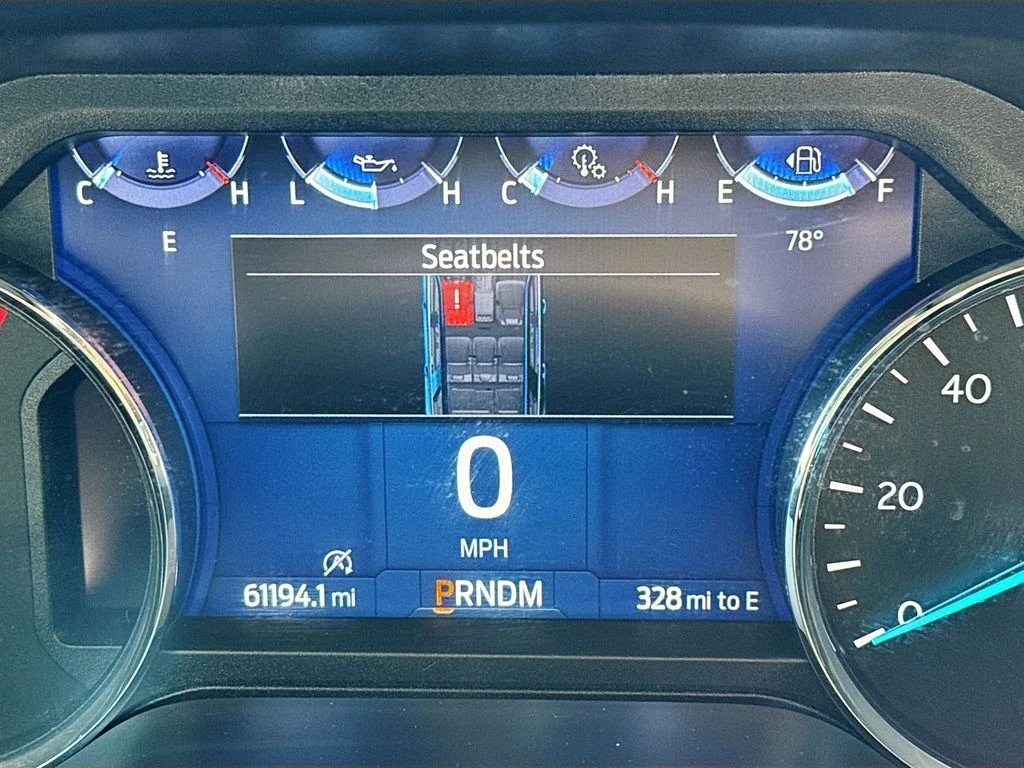 C H L H C H E F
E 78°
Seatbelts
!
40
0
20
MPH
61194.1 mi PRNDM 328 mi to E
0